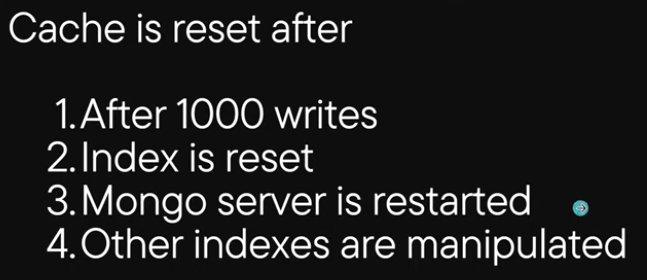 Cache is reset after
1. After 1000 writes
2. Index is reset
3. Mongo server is restarted
4. Other indexes are manipulated